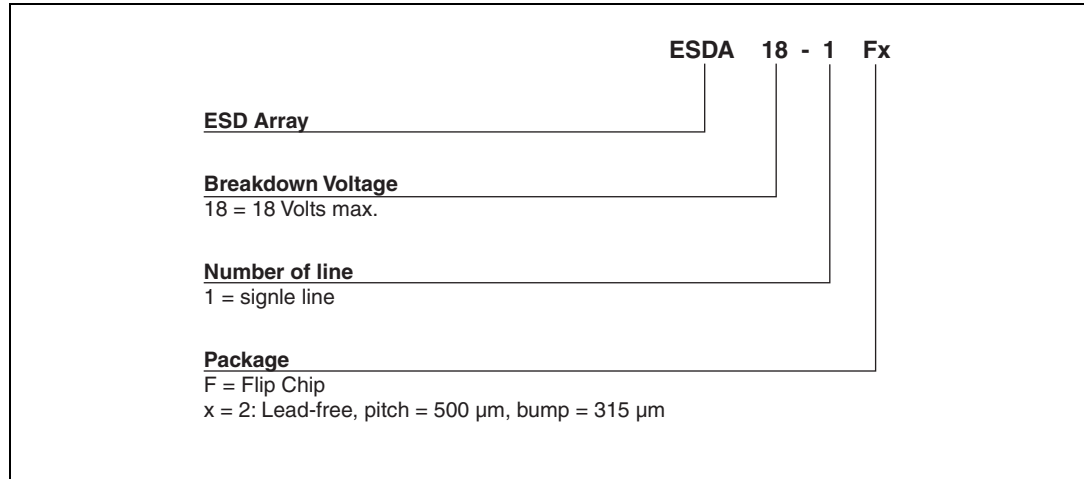 ESDA 18 - 1 Fx
ESD Array
Breakdown Voltage
18 = 18 Volts max.
Number of line
1 = signle line
Package
F = Flip Chip
x = 2: Lead-free, pitch = 500 µm, bump = 315 µm